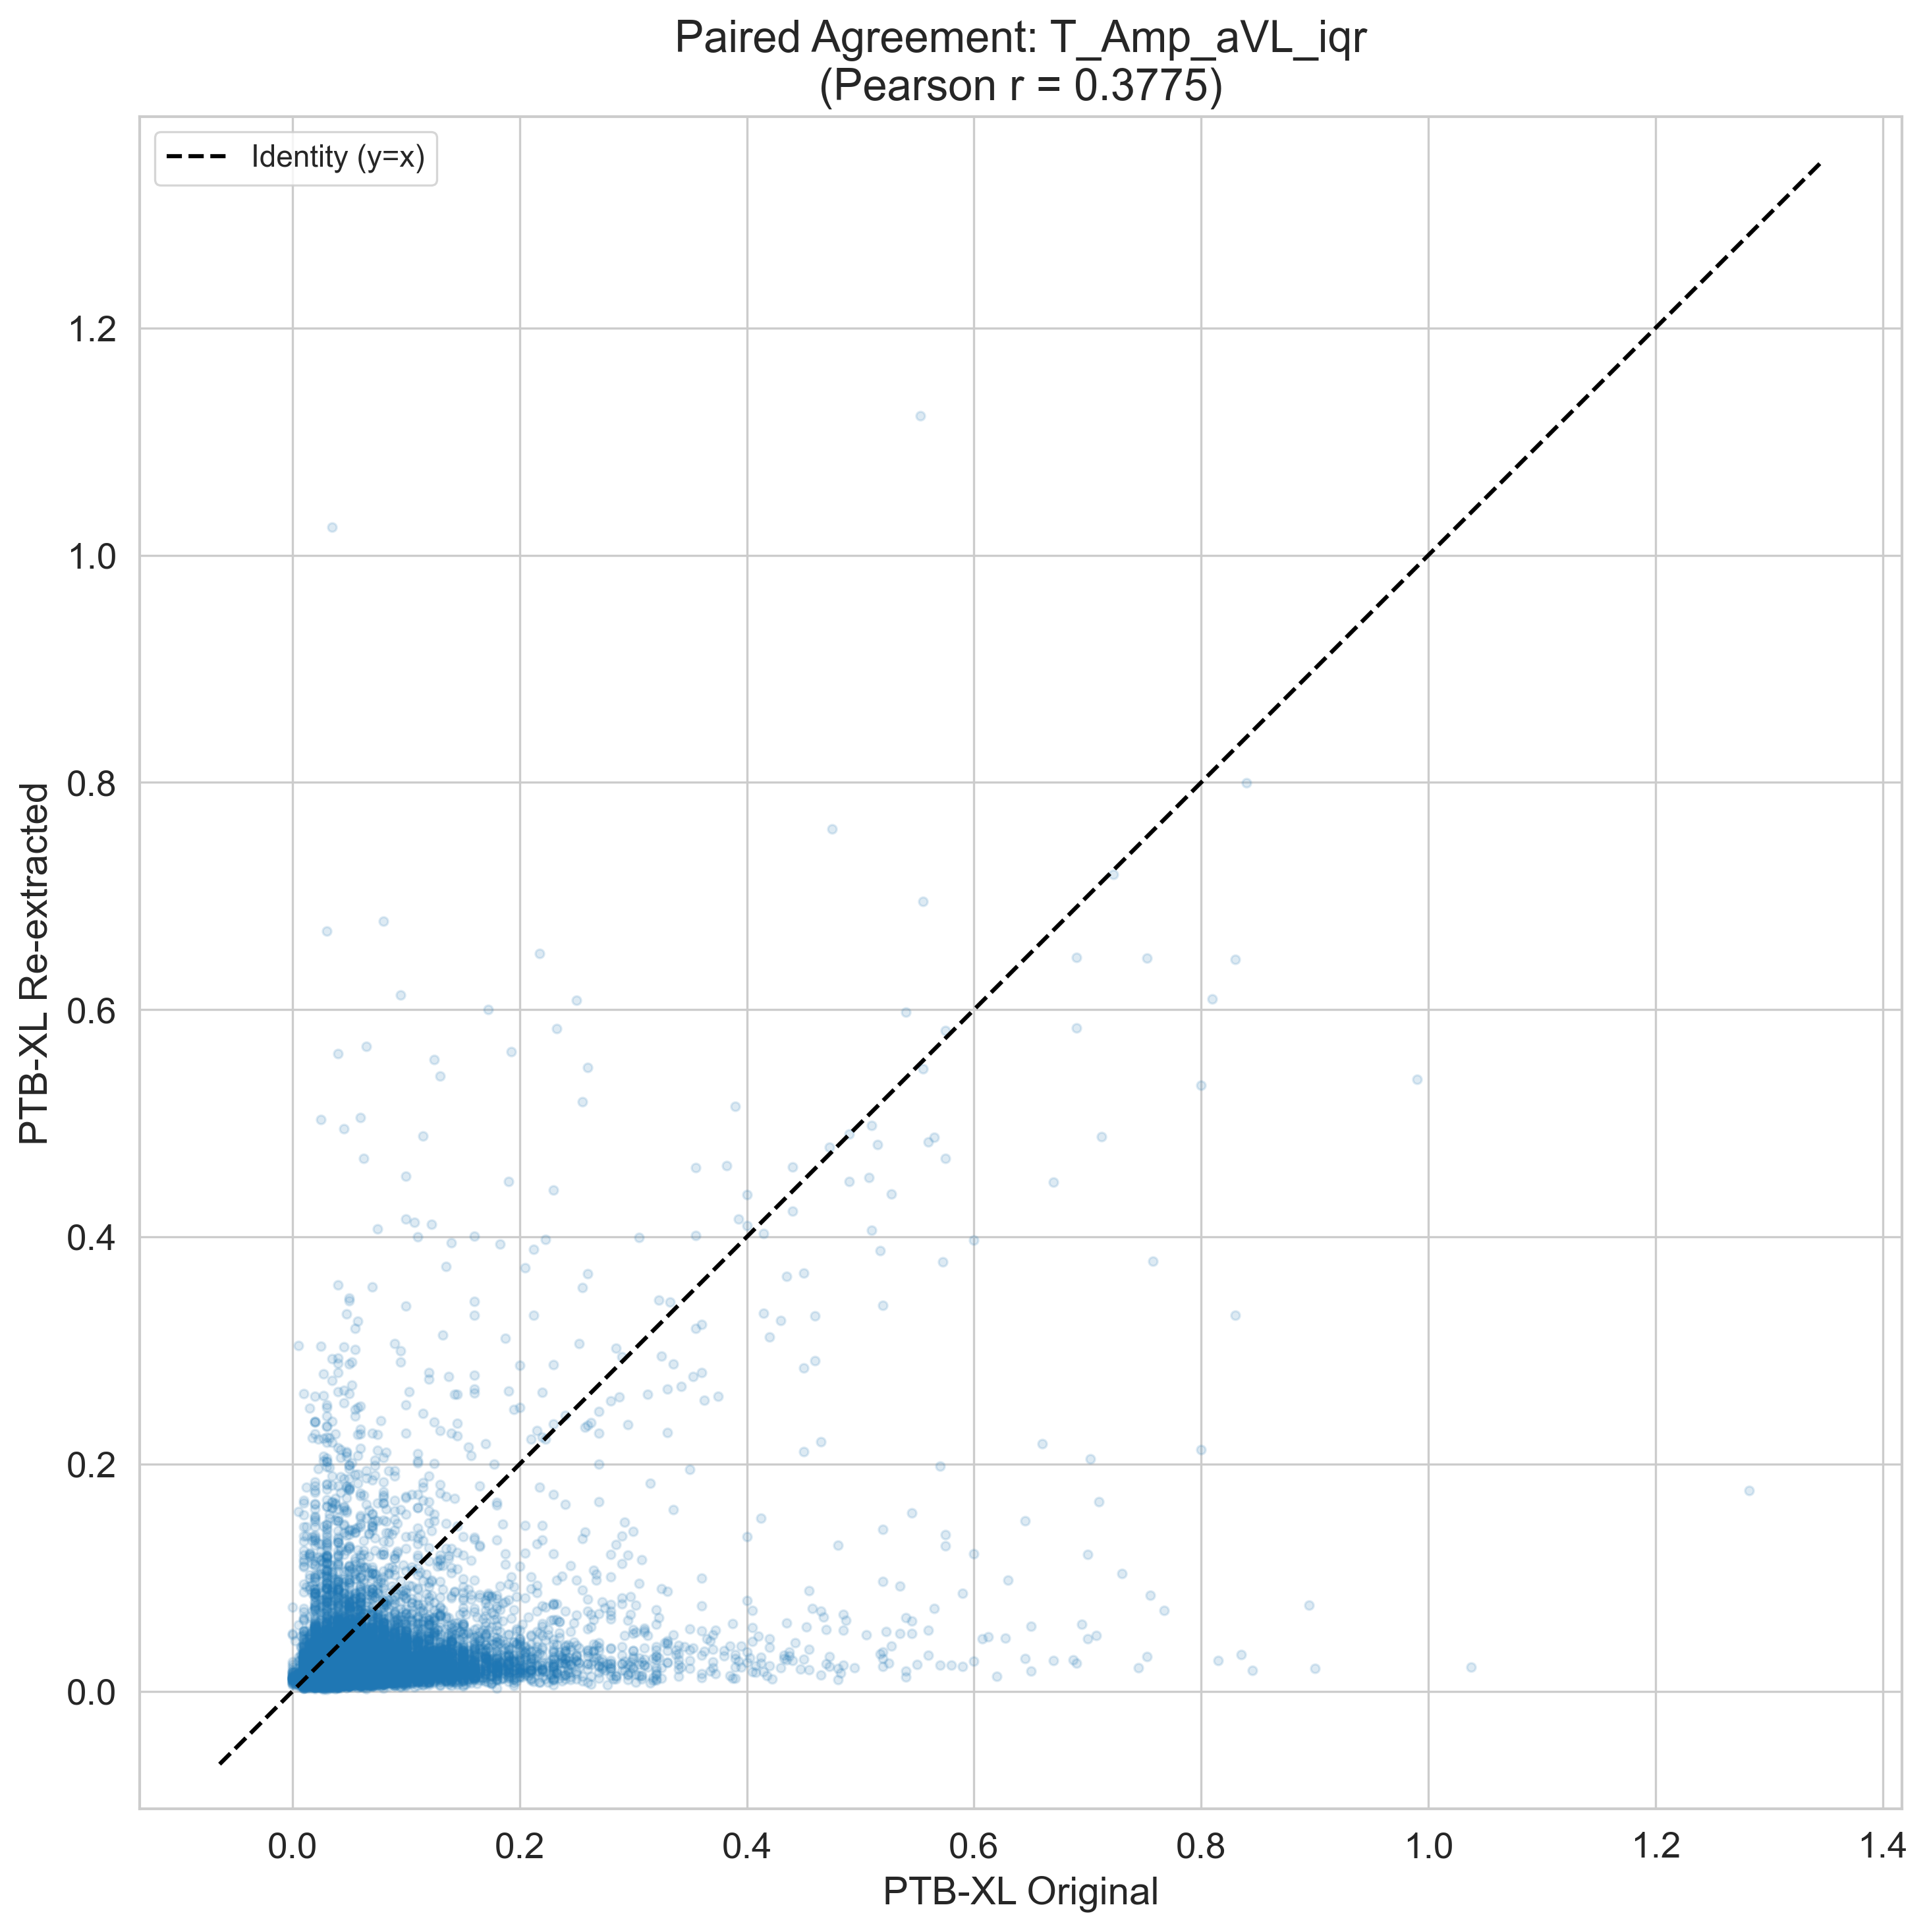 Paired Agreement: T_Amp_aVL_iqr
(Pearson r = 0.3775)
Identity (y=x)
1.2
1.0
0.8
0.6
0.4
0.2
0.0
PTB-XL Re-extracted
0.0 0.2 0.4 0.6 0.8 1.0 1.2 1.4
PTB-XL Original